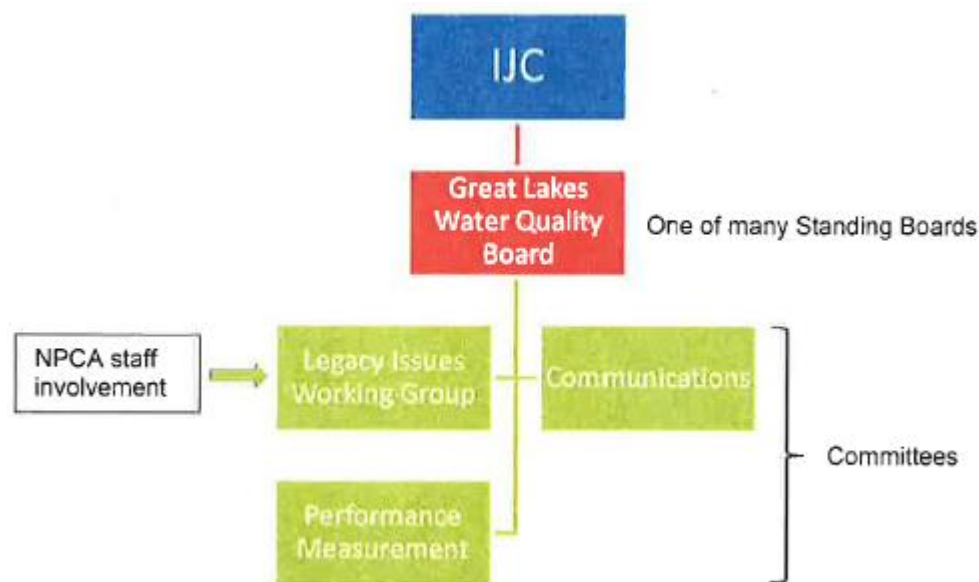 IJC
Great Lakes
Water Quality
Board
One of many Standing Boards
NPCA staff
involvement
Legacy Issues
Working Group
Communications
Committees
Performance
Measurement